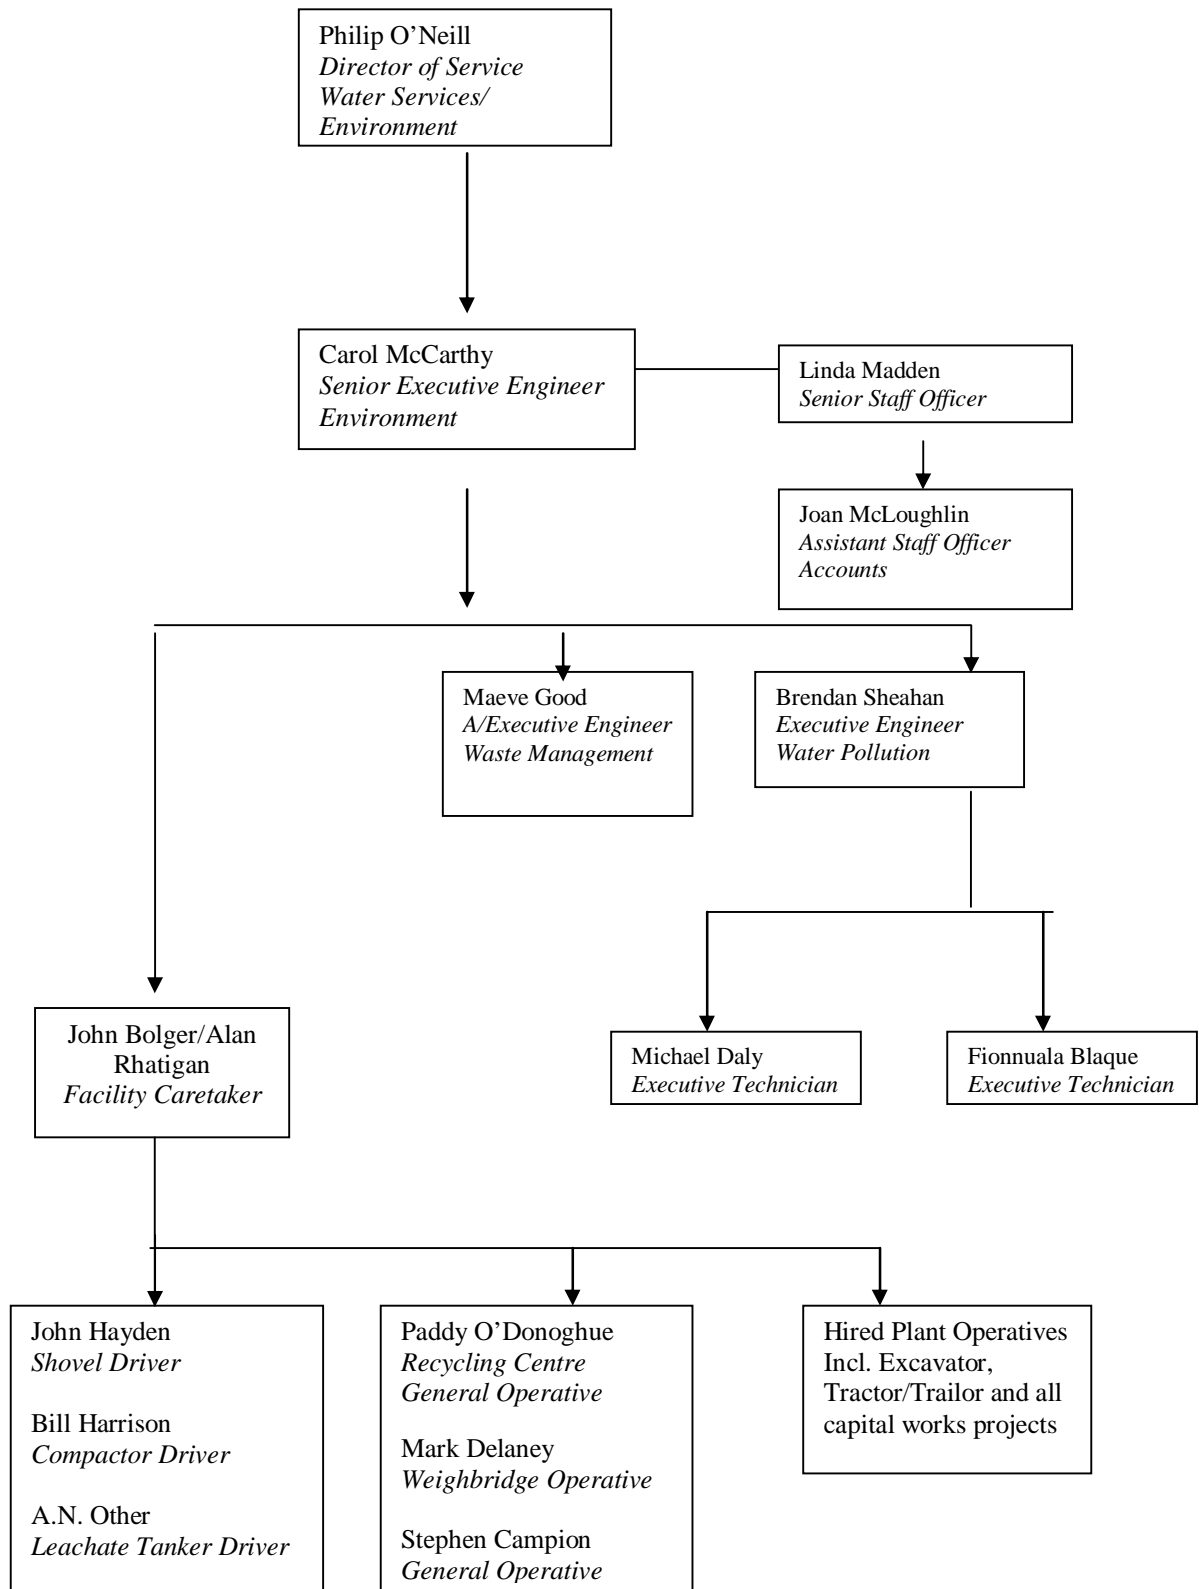 Philip O’Neill
Director of Service
Water Services/
Environment
Carol McCarthy
Senior Executive Engineer
Environment
Linda Madden
Senior Staff Officer
Joan McLoughlin
Assistant Staff Officer
Accounts
Maeve Good
A/Executive Engineer
Waste Management
Brendan Sheahan
Executive Engineer
Water Pollution
John Bolger/Alan
Rhatigan
Facility Caretaker
Michael Daly
Executive Technician
Fionnuala Blaque
Executive Technician
John Hayden
Shovel Driver
Bill Harrison
Compactor Driver
A.N. Other
Leachate Tanker Driver
Paddy O’Donoghue
Recycling Centre
General Operative
Mark Delaney
Weighbridge Operative
Stephen Campion
General Operative
Hired Plant Operatives
Incl. Excavator,
Tractor/Trailor and all
capital works projects